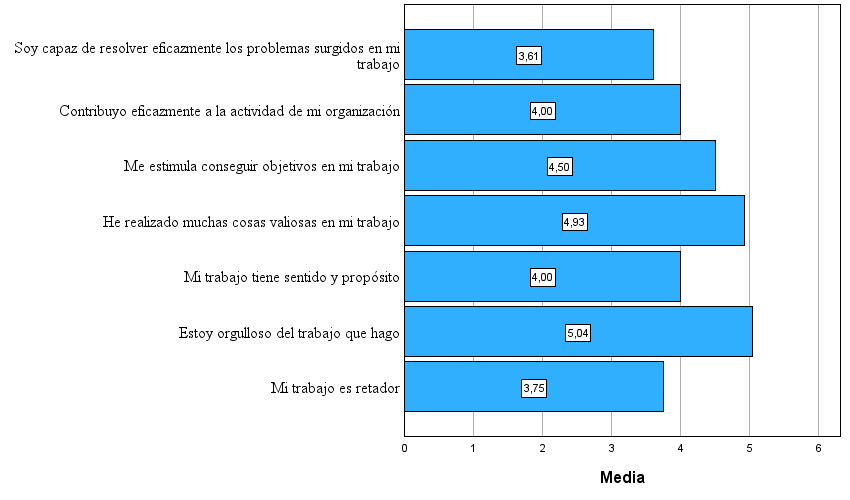 Soy capaz de resolver eficazmente los problemas surgidos en mi
trabajo
3,61
Contribuyo eficazmente a la actividad de mi organización
4,00
Me estimula conseguir objetivos en mi trabajo
4,50
He realizado muchas cosas valiosas en mi trabajo
4,93
Mi trabajo tiene sentido y propósito
4,00
Estoy orgulloso del trabajo que hago
5,04
Mi trabajo es retador
3,75
0 1 2 3 4 5 6
Media